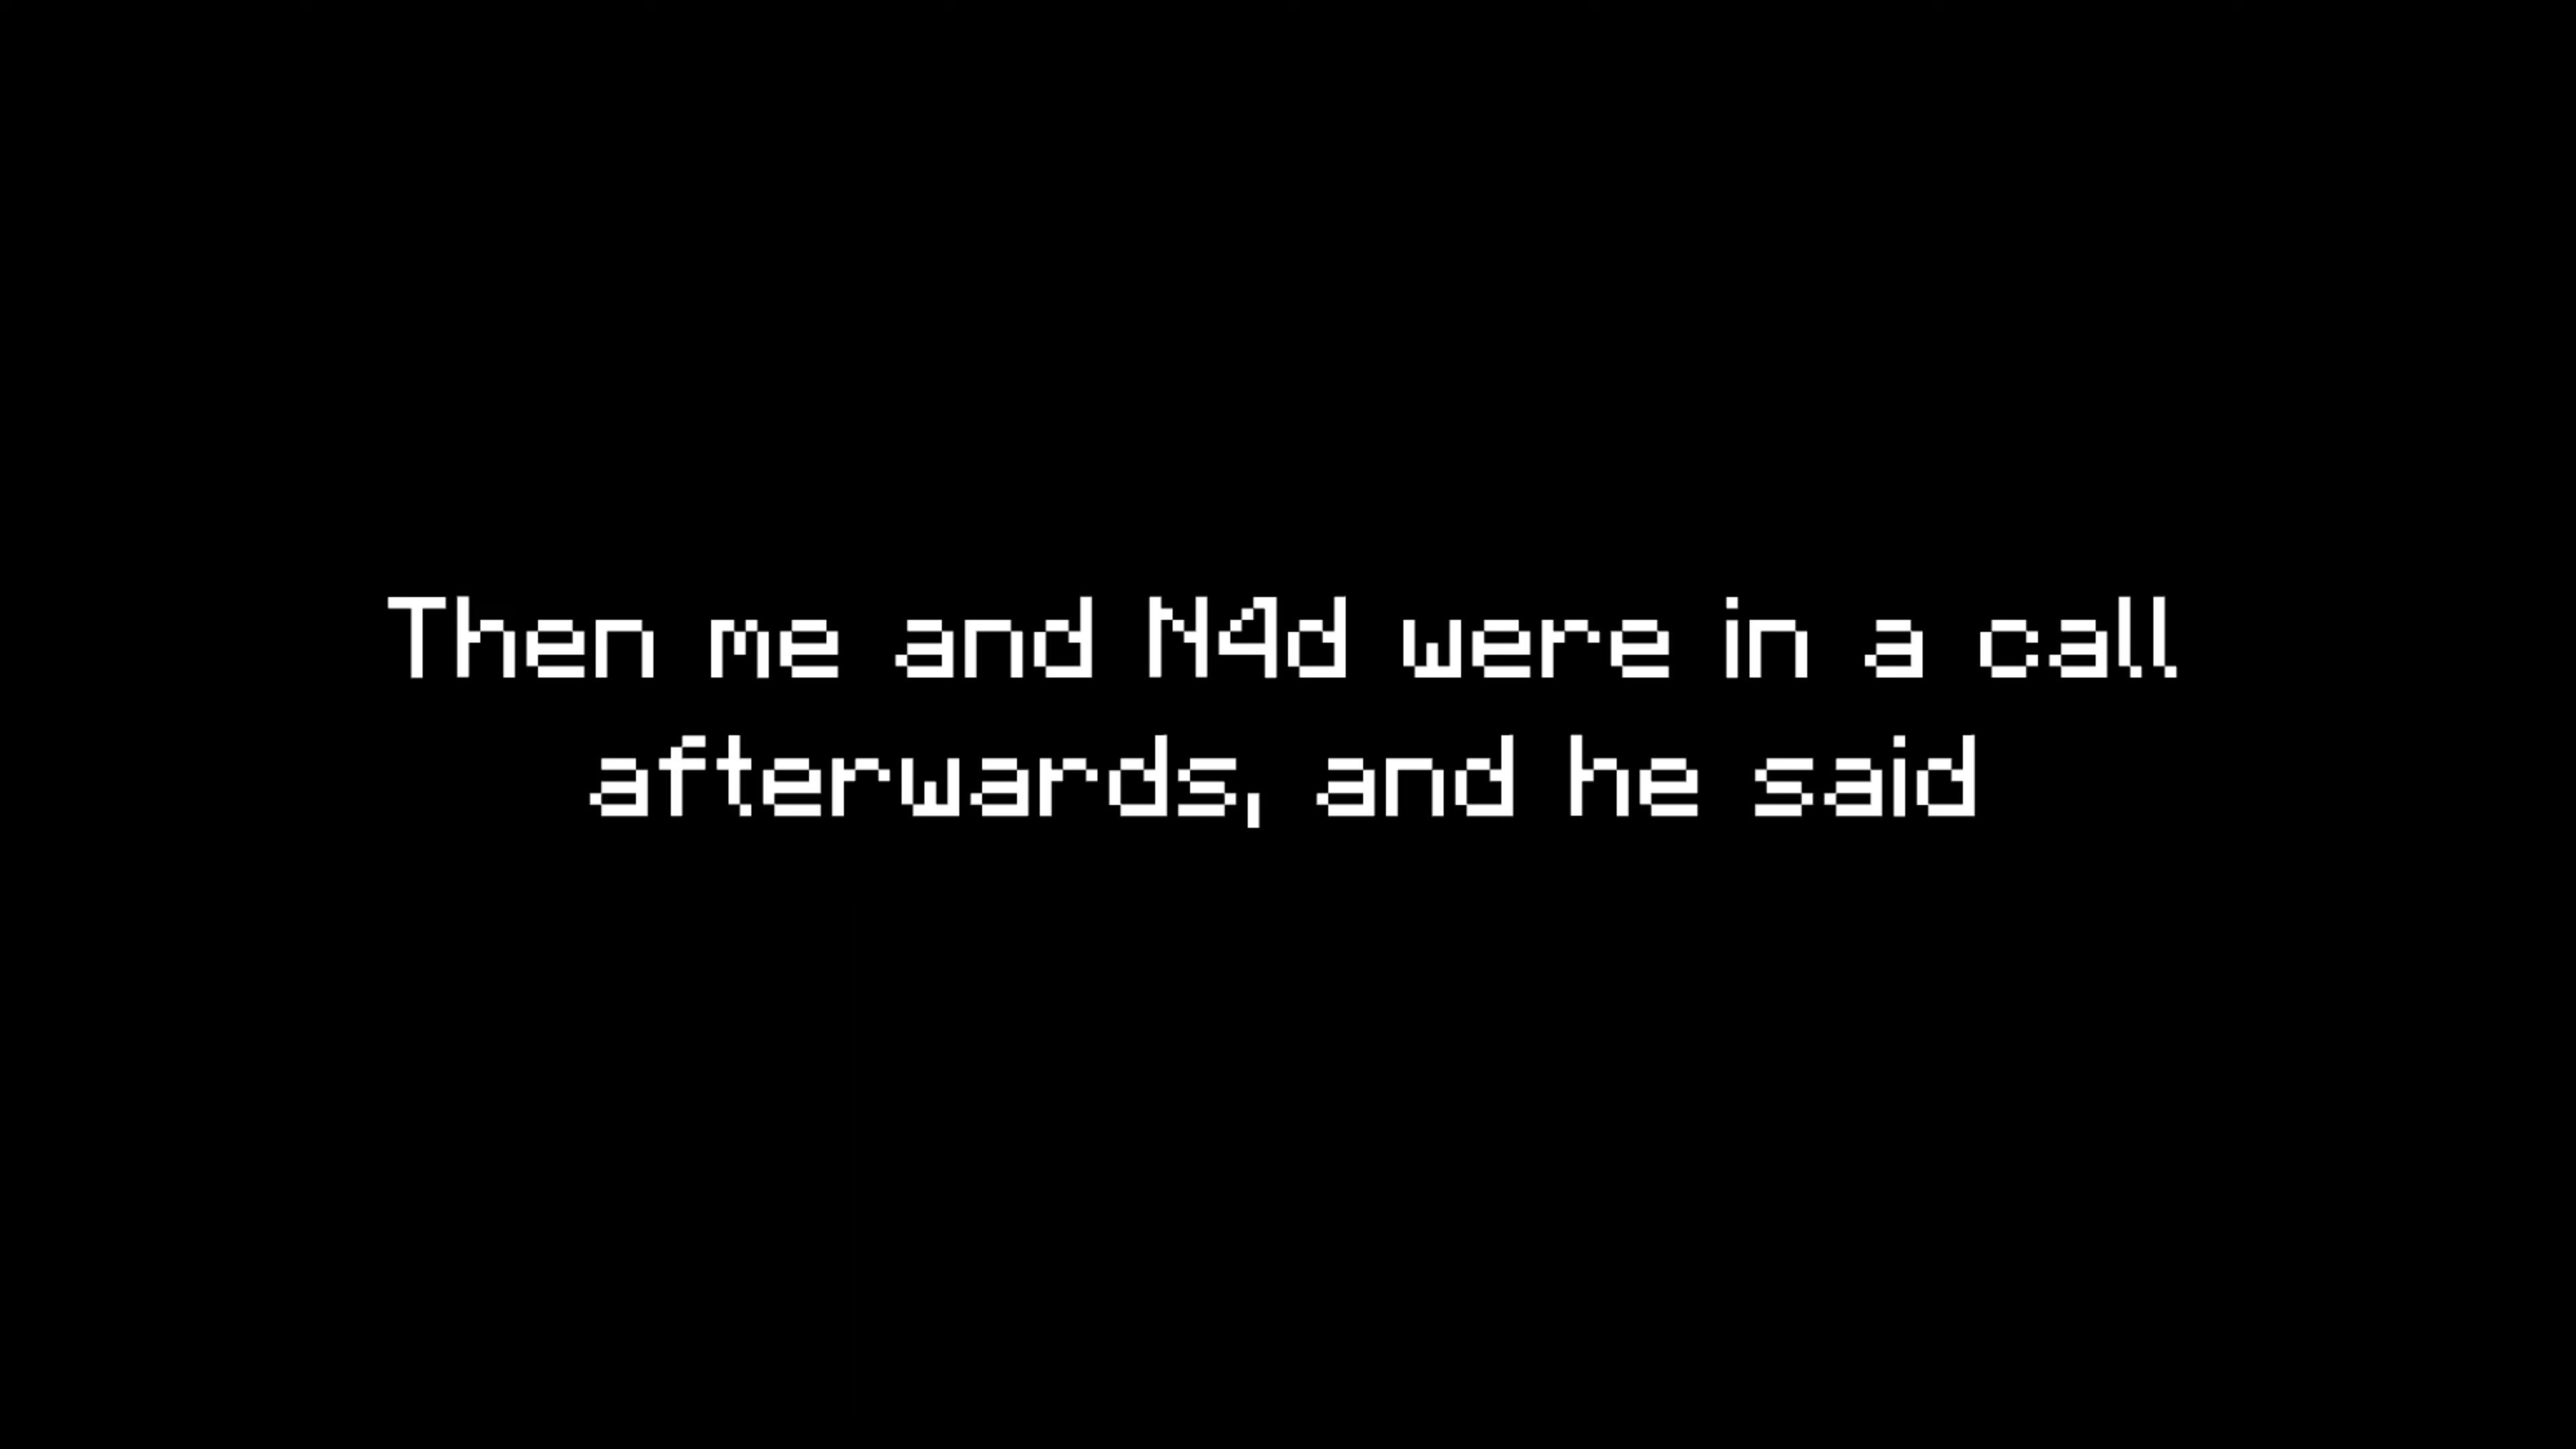 Then me and N4d were in a call
afterwards, and he said